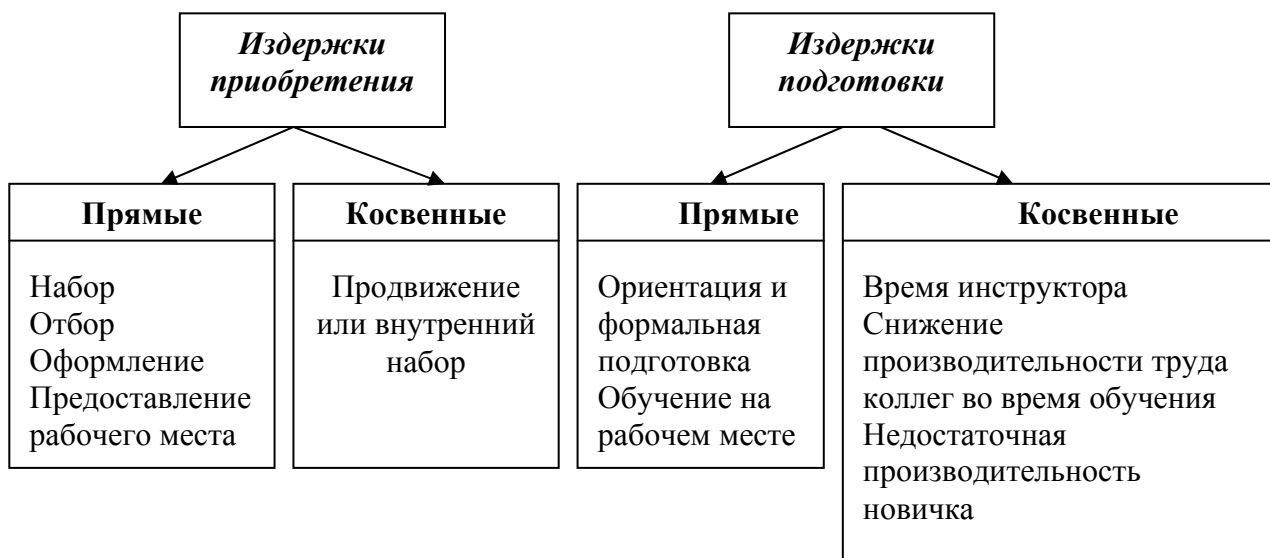 Издержки
приобретения
Издержки
подготовки
Прямые
Набор
Отбор
Оформление
Предоставление
рабочего места
Косвенные
Продвижение
или внутренний
набор
Прямые
Ориентация и
формальная
подготовка
Обучение на
рабочем месте
Косвенные
Время инструктора
Снижение
производительности труда
коллег во время обучения
Недостаточная
производительность
новичка